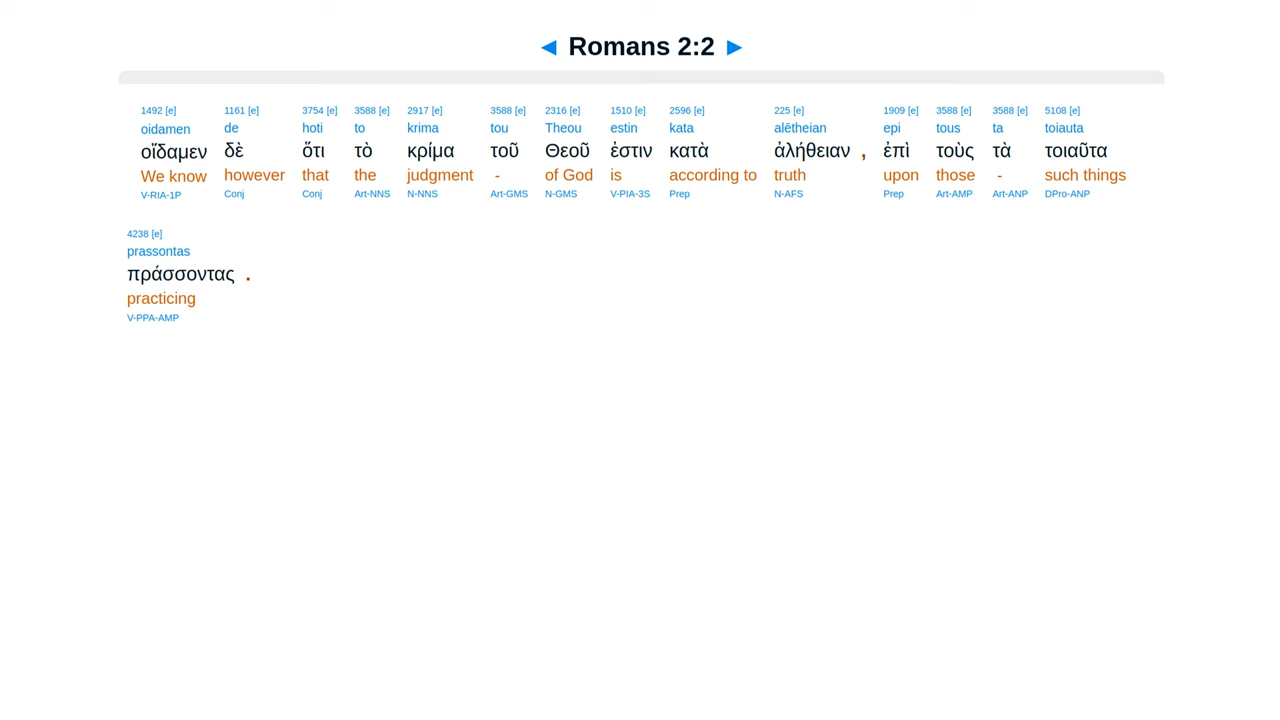 ◄ Romans 2:2 ►
1492 [e] 1161 [e] 3754 [e] 3588 [e] 2917 [e] 3588 [e] 2316 [e] 1510 [e] 2596 [e] 225 [e] 1909 [e] 3588 [e] 3588 [e] 5108 [e]
oidamen de hoti to krima tou Theou estin kata alētheian epi tous ta toiauta
οἴδαμεν δὲ ὅτι τὸ κρίμα τοῦ Θεοῦ ἐστιν κατὰ ἀλήθειαν , ἐπὶ τοὺς τὰ τοιαῦτα
We know however that the judgment - of God is according to truth upon those - such things
V-RIA-1P Conj Conj Art-NNS N-NNS Art-GMS N-GMS V-PIA-3S Prep N-AFS Prep Art-AMP Art-ANP DPro-ANP
4238 [e]
prassontas
πράσσοντας .
practicing
V-PPA-AMP